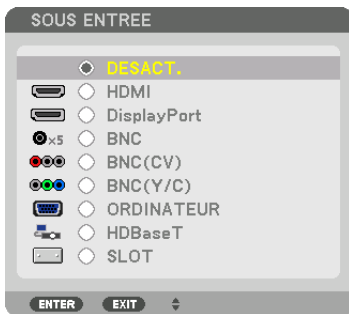 SOUS ENTREE
DESACT.
HDMI
DisplayPort
×5 BNC
BNC(CV)
BNC(Y/C)
ORDINATEUR
HDBaseT
SLOT
ENTER EXIT